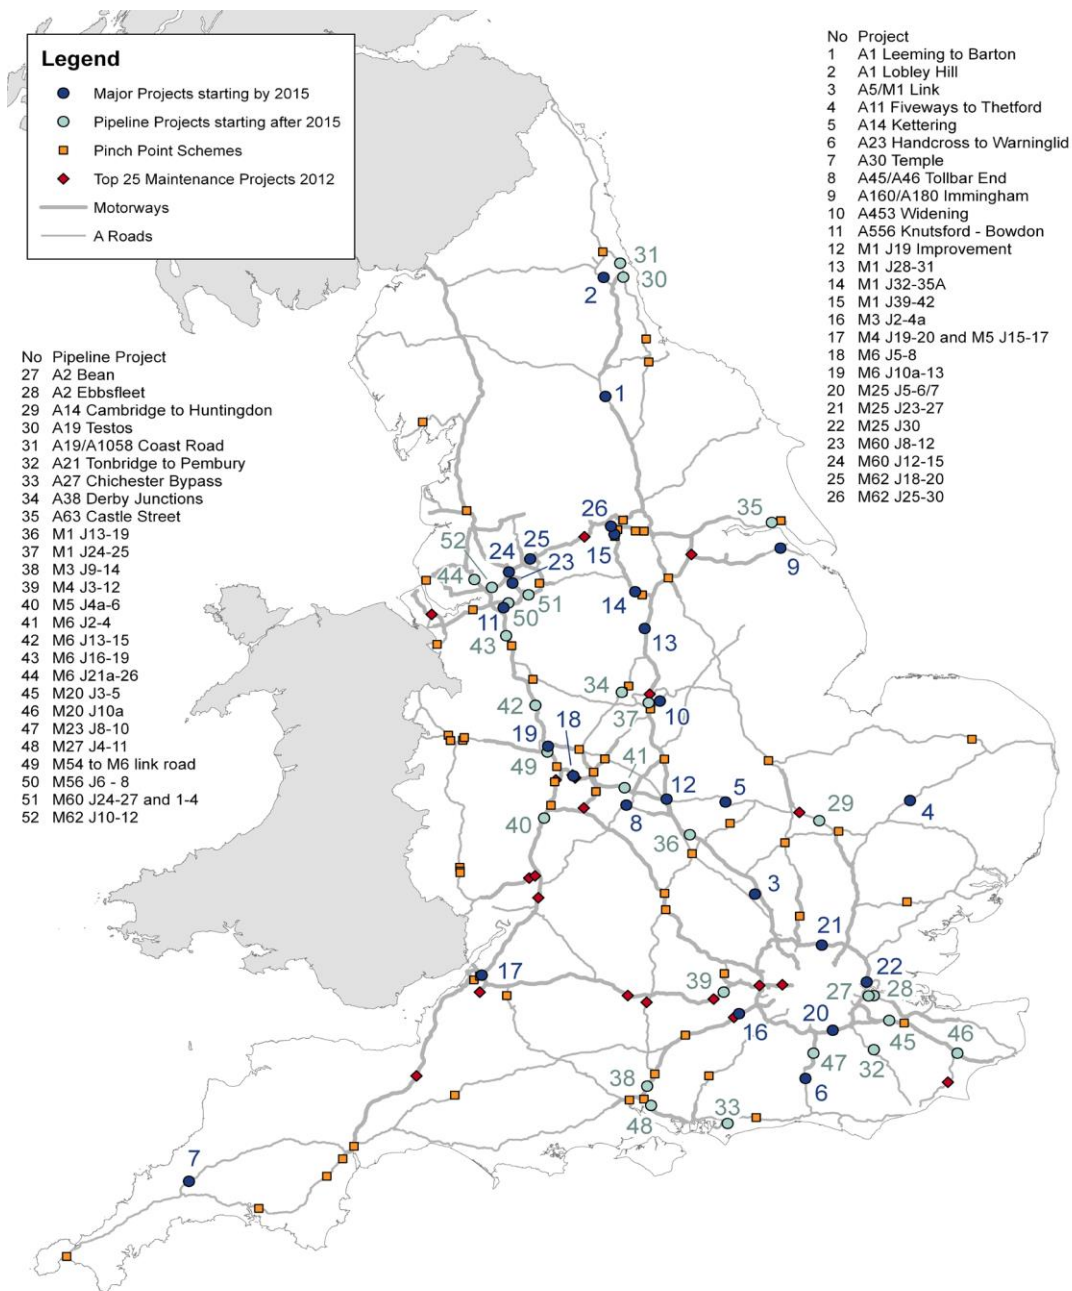 Legend
Major Projects starting by 2015
Pipeline Projects starting after 2015
Pinch Point Schemes
Top 25 Maintenance Projects 2012
Motorways
A Roads
No Project
1 A1 Leeming to Barton
2 A1 Lobley Hill
3 A5/M1 Link
4 A11 Fiveways to Thetford
5 A14 Kettering
6 A23 Handcross to Warninglid
7 A30 Temple
8 A45/A46 Tollbar End
9 A160/A180 Immingham
10 A453 Widening
11 A556 Knutsford - Bowdon
12 M1 J19 Improvement
13 M1 J28-31
14 M1 J32-35A
15 M1 J39-42
16 M3 J2-4a
17 M4 J19-20 and M5 J15-17
18 M6 J5-8
19 M6 J10a-13
20 M25 J5-6/7
21 M25 J23-27
22 M25 J30
23 M60 J8-12
24 M60 J12-15
25 M62 J18-20
26 M62 J25-30
No Pipeline Project
27 A2 Bean
28 A2 Ebbsfleet
29 A14 Cambridge to Huntingdon
30 A19 Testos
31 A19/A1058 Coast Road
32 A21 Tonbridge to Pembury
33 A27 Chichester Bypass
34 A38 Derby Junctions
35 A63 Castle Street
36 M1 J13-19
37 M1 J24-25
38 M3 J9-14
39 M4 J3-12
40 M5 J4a-6
41 M6 J2-4
42 M6 J13-15
43 M6 J16-19
44 M6 J21a-26
45 M20 J3-5
46 M20 J10a
47 M23 J8-10
48 M27 J4-11
49 M54 to M6 link road
50 M56 J6 - 8
51 M60 J24-27 and 1-4
52 M62 J10-12
31
2
30
1
26
35
52
25
24
23
15
9
44
51
14
50
11
43
13
34
42
37
10
19
18
49
41
12
5
29
4
8
40
36
3
21
17
39
22
27
28
16
20
45
46
47
32
38
6
48
33
7